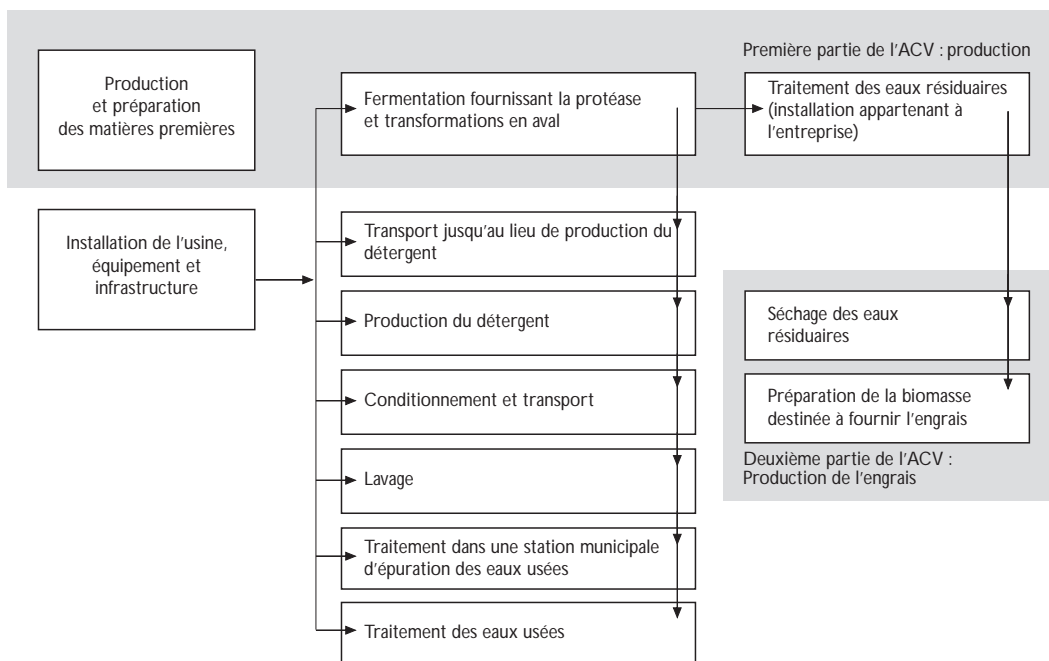 Première partie de l'ACV : production
Production
et préparation
des matières premières
Fermentation fournissant la protéase
et transformations en aval
Traitement des eaux résiduaires
(installation appartenant à
l'entreprise)
Installation de l'usine,
équipement et
infrastructure
Transport jusqu'au lieu de production du
détergent
Production du détergent
Conditionnement et transport
Lavage
Traitement dans une station municipale
d'épuration des eaux usées
Traitement des eaux usées
Séchage des eaux
résiduaires
Préparation de la biomasse
destinée à fournir l'engrais
Deuxième partie de l'ACV :
Production de l'engrais